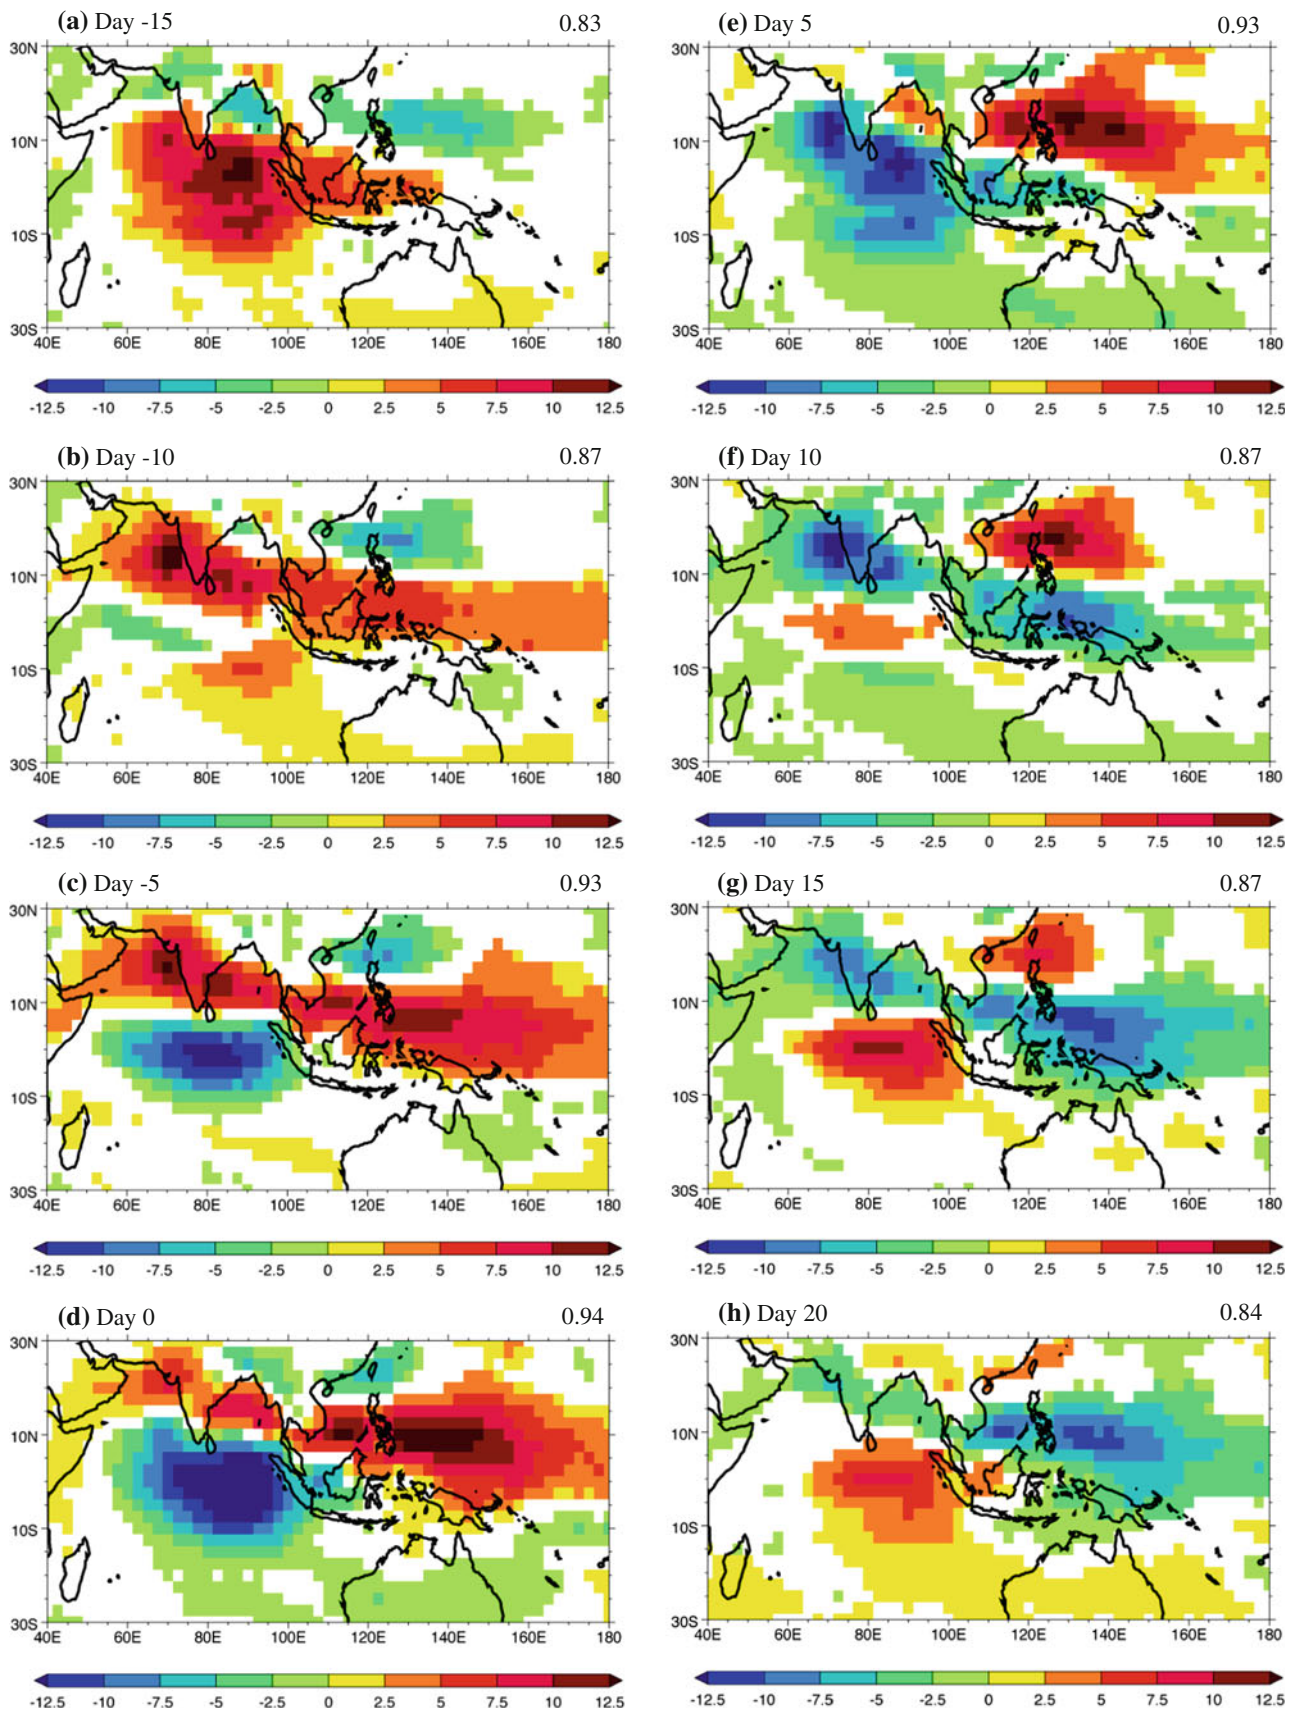 (a) Day -15 0.83
30N
10N
10S
30S
40E 60E 80E 100E 120E 140E 160E 180
-12.5 -10 -7.5 -5 -2.5 0 2.5 5 7.5 10 12.5
(b) Day -10 0.87
30N
10N
10S
30S
40E 60E 80E 100E 120E 140E 160E 180
-12.5 -10 -7.5 -5 -2.5 0 2.5 5 7.5 10 12.5
(c) Day -5 0.93
30N
10N
10S
30S
40E 60E 80E 100E 120E 140E 160E 180
-12.5 -10 -7.5 -5 -2.5 0 2.5 5 7.5 10 12.5
(d) Day 0 0.94
30N
10N
10S
30S
40E 60E 80E 100E 120E 140E 160E 180
-12.5 -10 -7.5 -5 -2.5 0 2.5 5 7.5 10 12.5
(e) Day 5 0.93
30N
10N
10S
30S
40E 60E 80E 100E 120E 140E 160E 180
-12.5 -10 -7.5 -5 -2.5 0 2.5 5 7.5 10 12.5
(f) Day 10 0.87
30N
10N
10S
30S
40E 60E 80E 100E 120E 140E 160E 180
-12.5 -10 -7.5 -5 -2.5 0 2.5 5 7.5 10 12.5
(g) Day 15 0.87
30N
10N
10S
30S
40E 60E 80E 100E 120E 140E 160E 180
-12.5 -10 -7.5 -5 -2.5 0 2.5 5 7.5 10 12.5
(h) Day 20 0.84
30N
10N
10S
30S
40E 60E 80E 100E 120E 140E 160E 180
-12.5 -10 -7.5 -5 -2.5 0 2.5 5 7.5 10 12.5